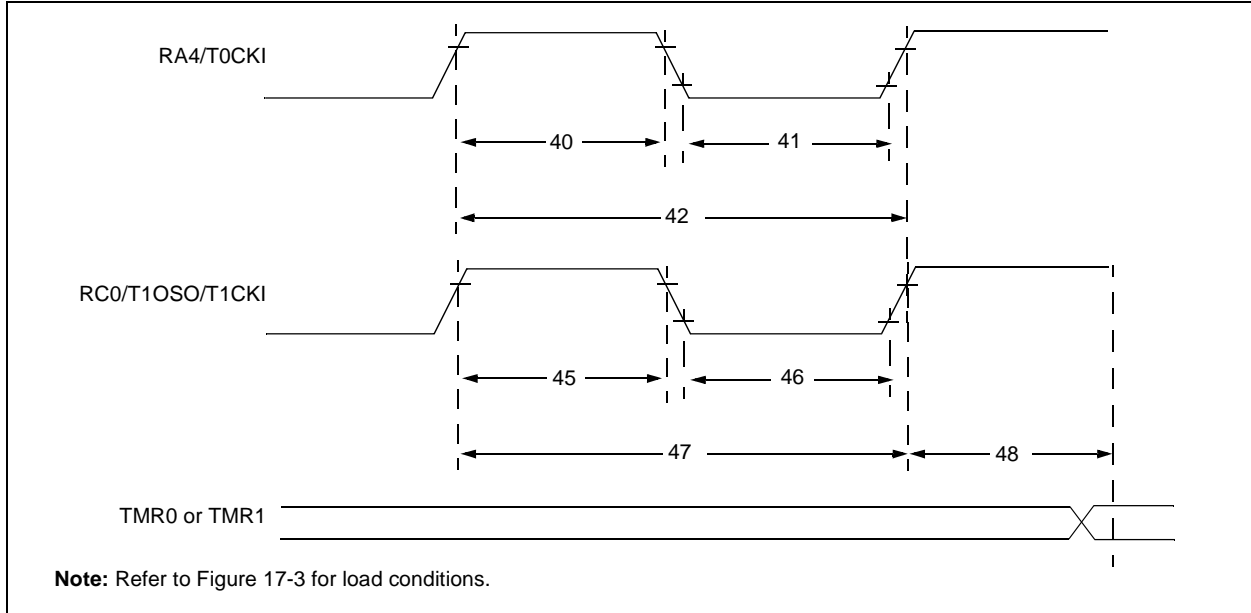 RA4/T0CKI
40
41
42
RC0/T1OSO/T1CKI
45
46
47
48
TMR0 or TMR1
Note: Refer to Figure 17-3 for load conditions.